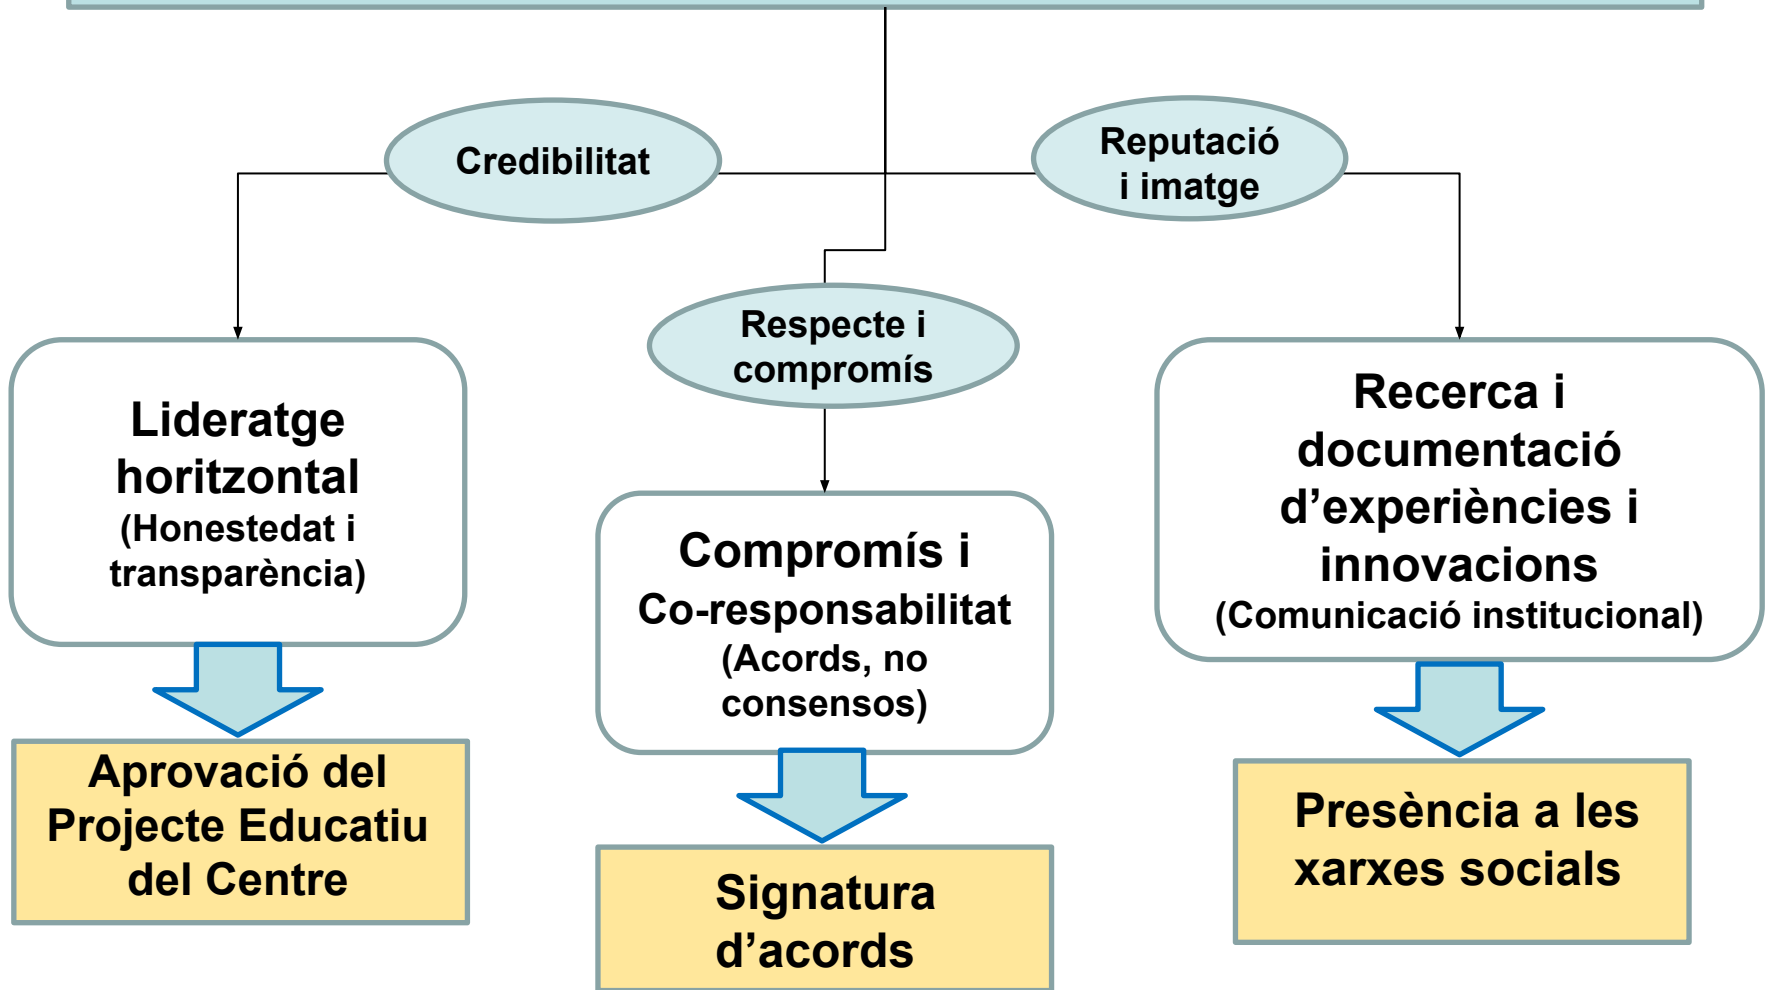 Credibilitat
Reputació
i imatge
Respecte i
compromís
Lideratge
horitzontal
(Honestedat i
transparència)
Compromís i
Co-responsabilitat
(Acords, no
consensos)
Recerca i
documentació
d’experiències i
innovacions
(Comunicació institucional)
Aprovació del
Projecte Educatiu
del Centre
Signatura
d’acords
Presència a les
xarxes socials